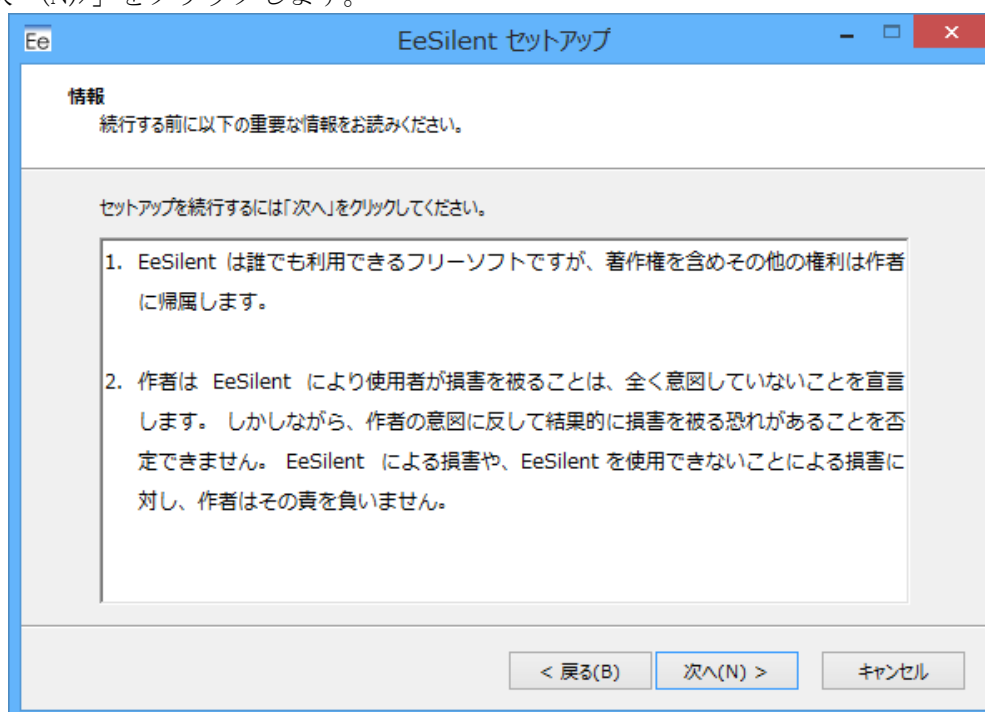 (N)」をクリックします。
Ee EeSilent セットアップ
情報
続行する前に以下の重要な情報をお読みください。
セットアップを続行するには「次へ」をクリックしてください。
1. EeSilent は誰でも利用できるフリーソフトですが、著作権を含めその他の権利は作者
に帰属します。
2. 作者は EeSilent により使用者が損害を被ることは、全く意図していないことを宣言
します。 しかしながら、作者の意図に反して結果的に損害を被る恐れがあることを否
定できません。 EeSilent による損害や、EeSilent を使用できないことによる損害に
対し、作者はその責を負いません。
< 戻る(B) 次へ(N) > キャンセル